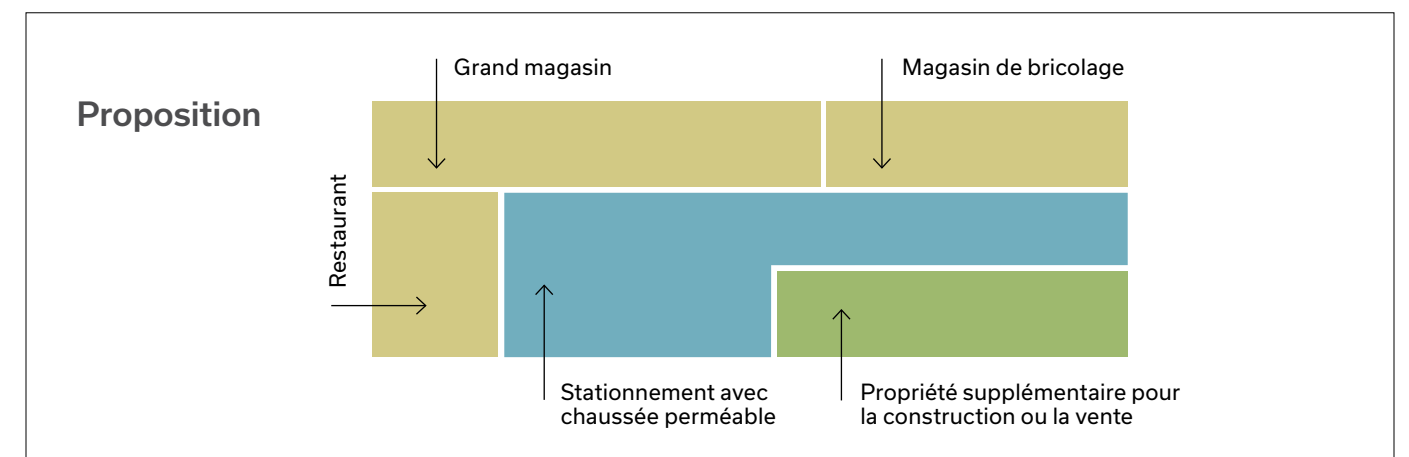 Grand magasin
Magasin de bricolage
Proposition
Restaurant
Stationnement avec
chaussée perméable
Propriété supplémentaire pour
la construction ou la vente